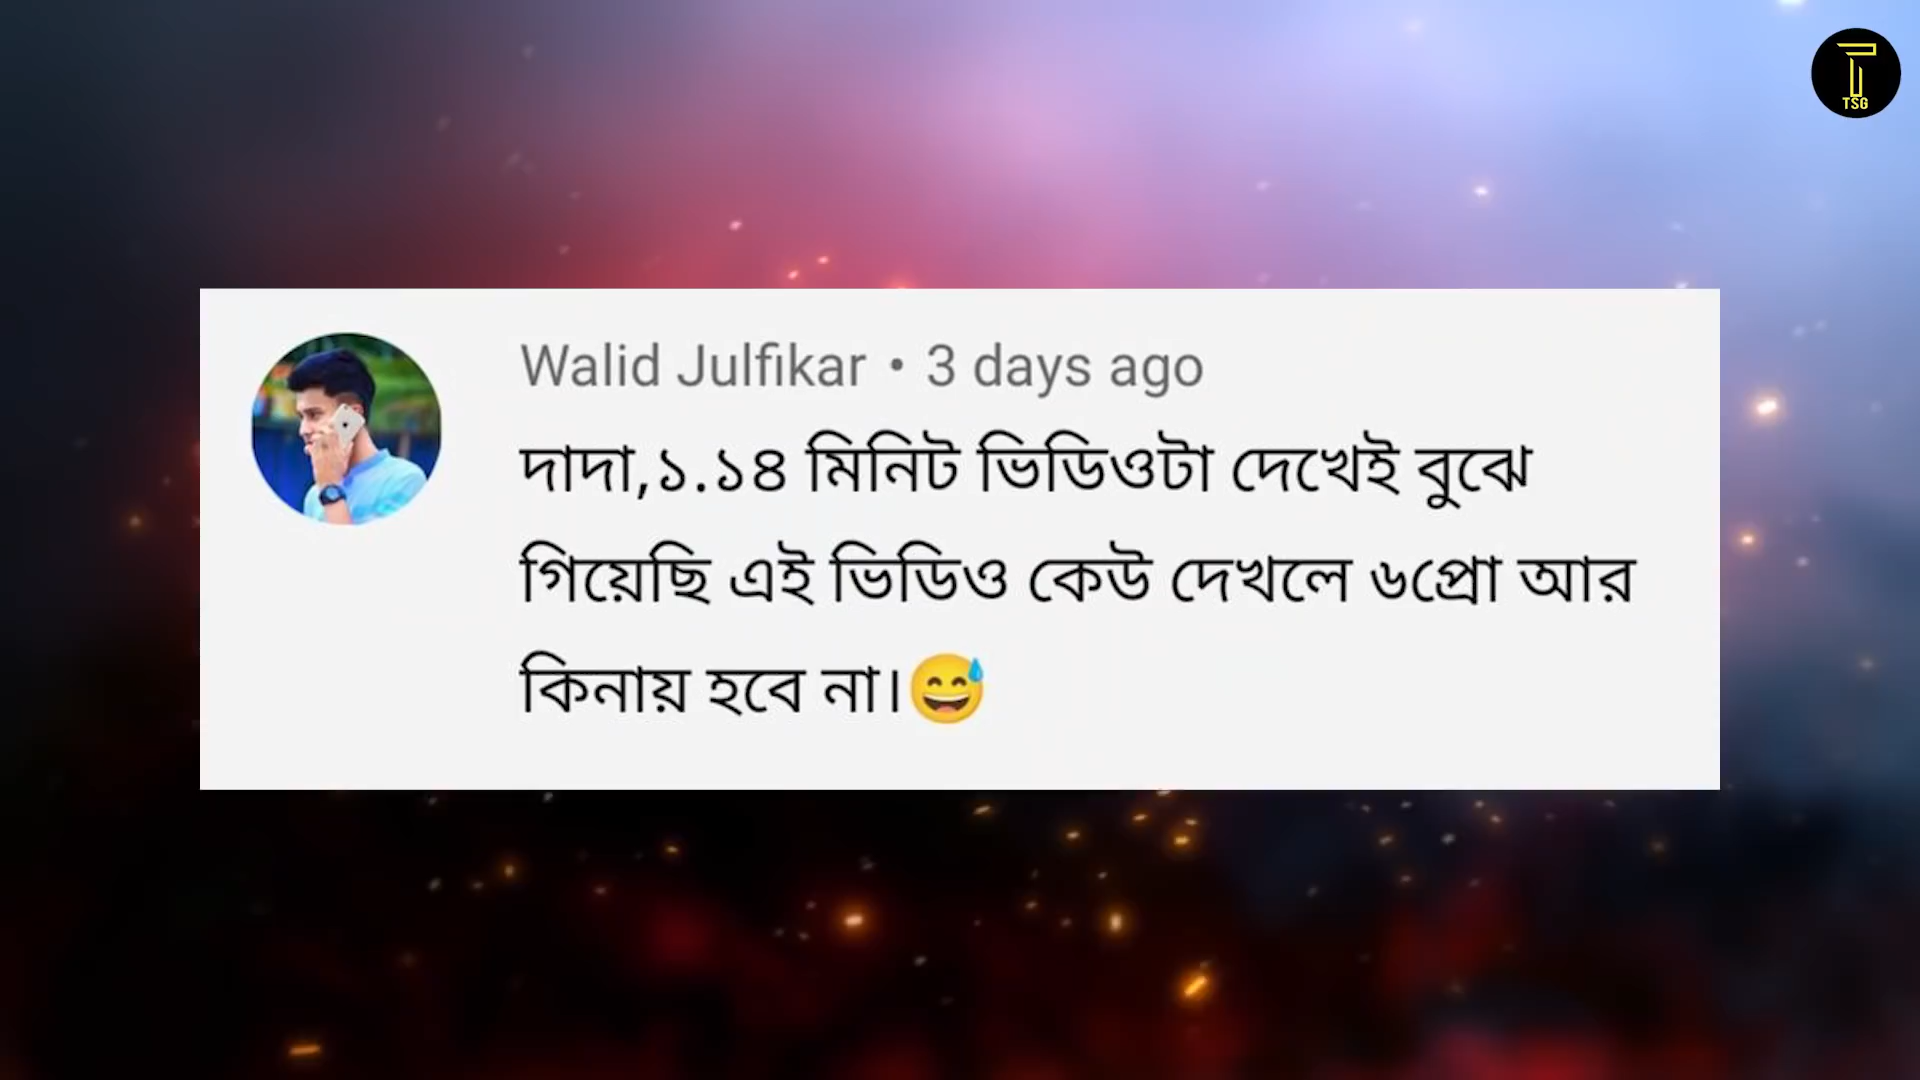 TSG
Walid Julfikar • 3 days ago
দাদা,১.১৪ মিনিট ভিডিওটা দেখেই বুঝে
গিয়েছি এই ভিডিও কেউ দেখলে ৬প্রো আর
কিনায় হবে না।😅